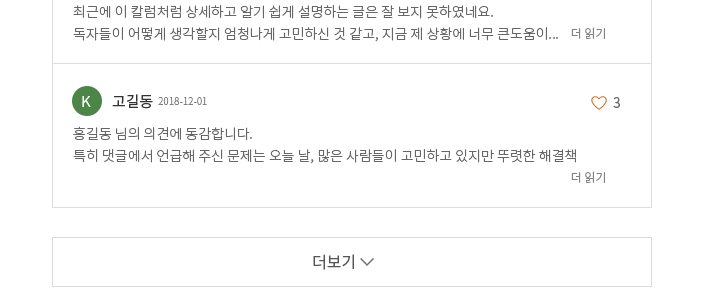 최근에 이 칼럼처럼 상세하고 알기 쉽게 설명하는 글은 잘 보지 못하였네요.
독자들이 어떻게 생각할지 엄청나게 고민하신 것 같고, 지금 제 상황에 너무 큰도움이... 더 읽기
K 고길동 2018-12-01 3
홍길동 님의 의견에 동감합니다.
특히 댓글에서 언급해 주신 문제는 오늘 날, 많은 사람들이 고민하고 있지만 뚜렷한 해결책
더 읽기
더보기